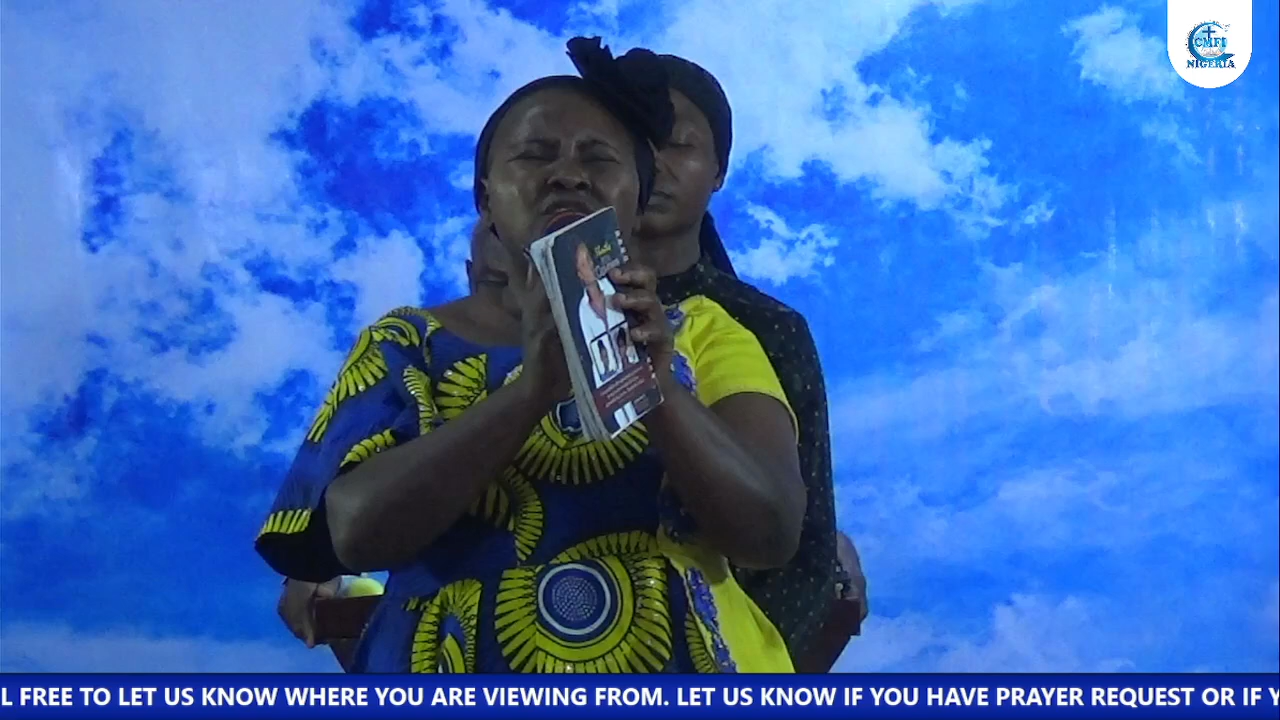 CMFI
NIGERIA
L FREE TO LET US KNOW WHERE YOU ARE VIEWING FROM. LET US KNOW IF YOU HAVE PRAYER REQUEST OR IF Y